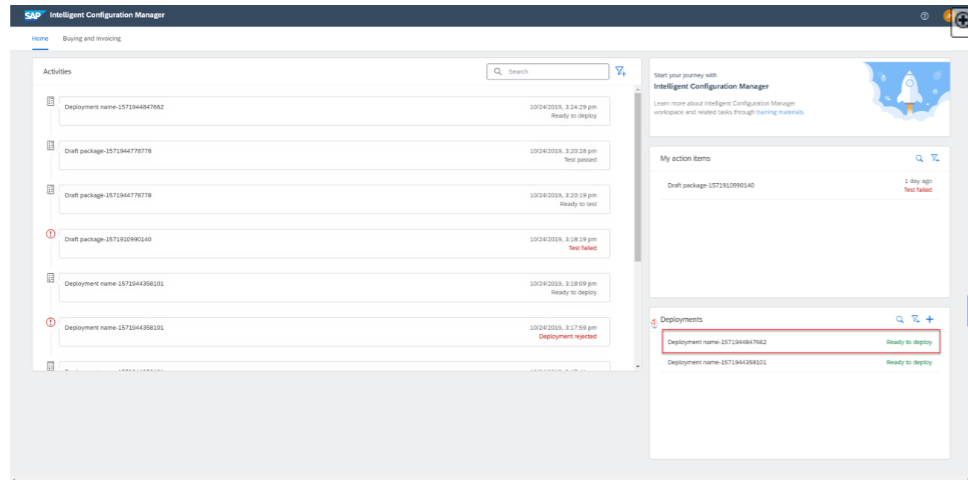 SAP Intelligent Configuration Manager
Home Buying and Invoicing
Activities
Search
Deployment name-1571944847662
10/24/2019, 3:24:29 pm
Ready to deploy
Draft package-1571944778778
10/24/2019, 3:20:28 pm
Test passed
Draft package-1571944778778
10/24/2019, 3:20:19 pm
Ready to test
Draft package-1571910990140
10/24/2019, 3:18:19 pm
Test failed
Deployment name-1571944358101
10/24/2019, 3:18:09 pm
Ready to deploy
Deployment name-1571944358101
10/24/2019, 3:17:59 pm
Deployment rejected
Start your journey with
Intelligent Configuration Manager
Learn more about Intelligent Configuration Manager
workspace and related tasks through training materials.
My action items
Draft package-1571910990140
1 day ago
Test failed
Deployments
Deployment name-1571944847662 Ready to deploy
Deployment name-1571944358101 Ready to deploy